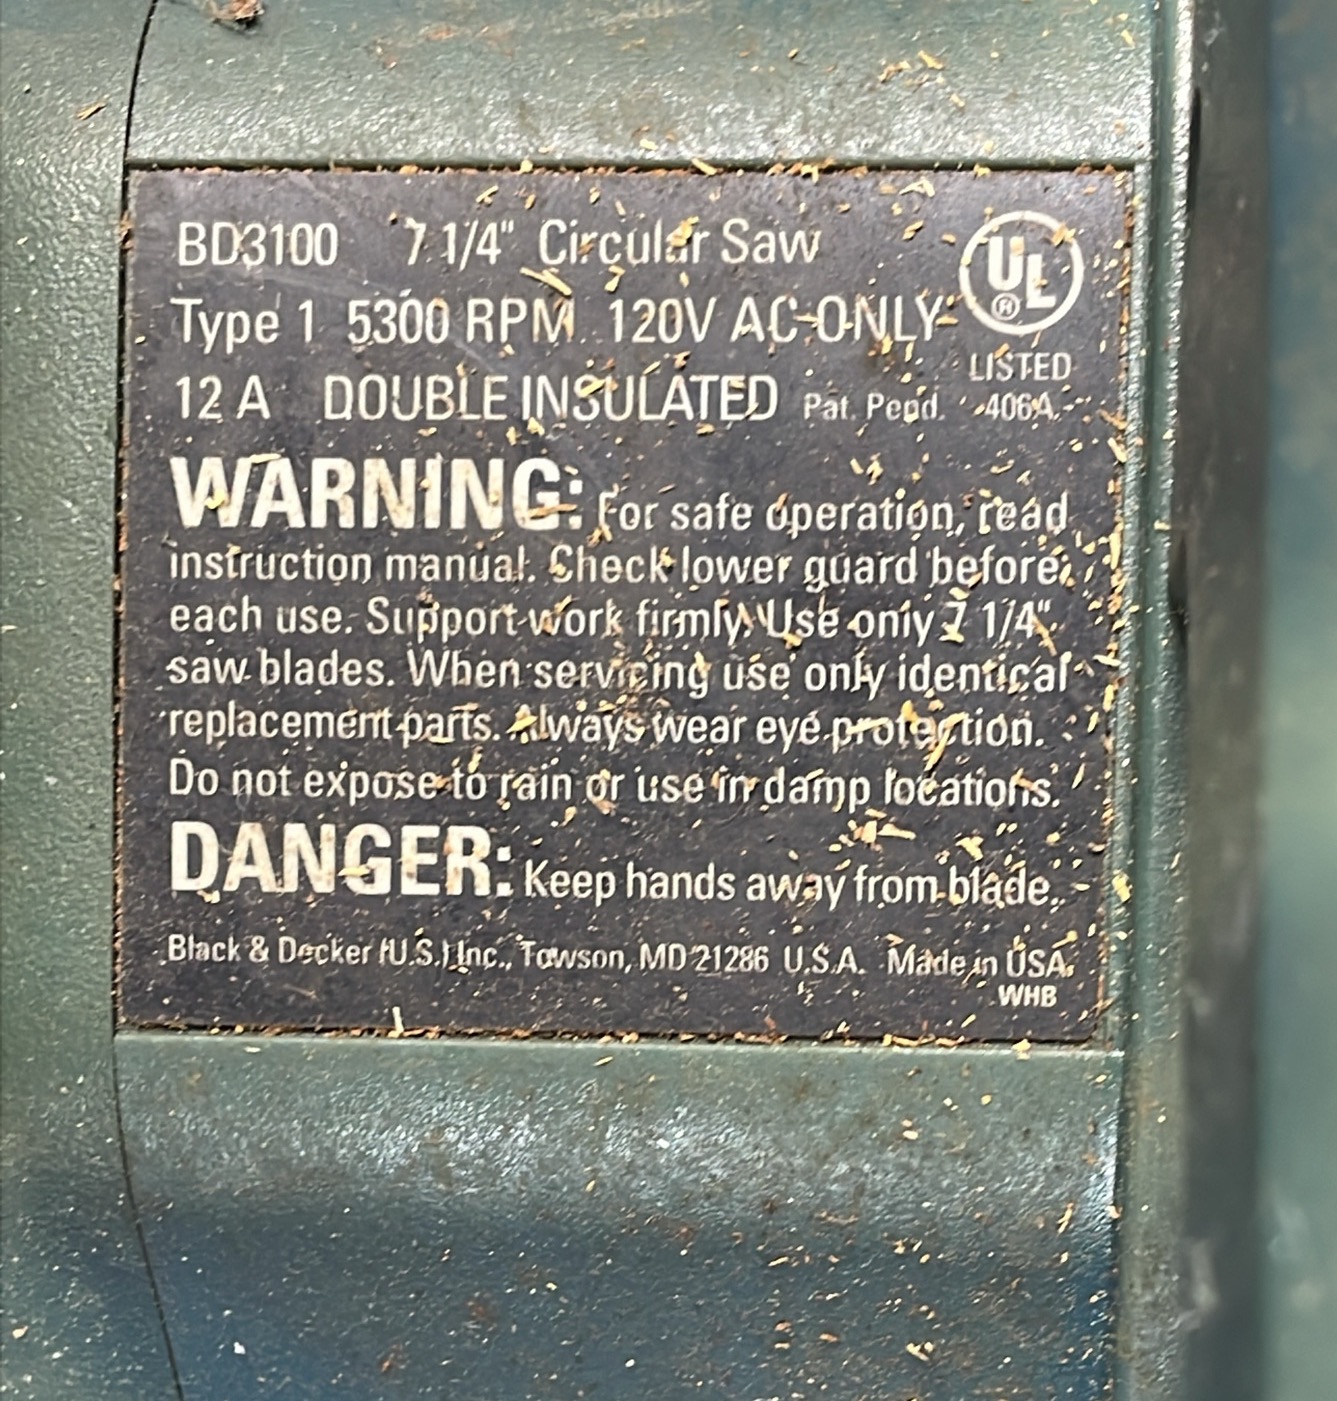 BD3100 7 1/4" Circular Saw
UL
®
Type 1 5300 RPM 120V AC ONLY
LISTED
12 A DOUBLE INSULATED Pat. Pend. 406A
WARNING: For safe operation, read
instruction manual. Check lower guard before
each use. Support work firmly. Use only 7 1/4"
saw blades. When servicing use only identical
replacement parts. Always wear eye protection.
Do not expose to rain or use in damp locations.
DANGER: Keep hands away from blade.
Black & Decker (U.S.) Inc., Towson, MD 21286 U.S.A. Made in USA
WHB